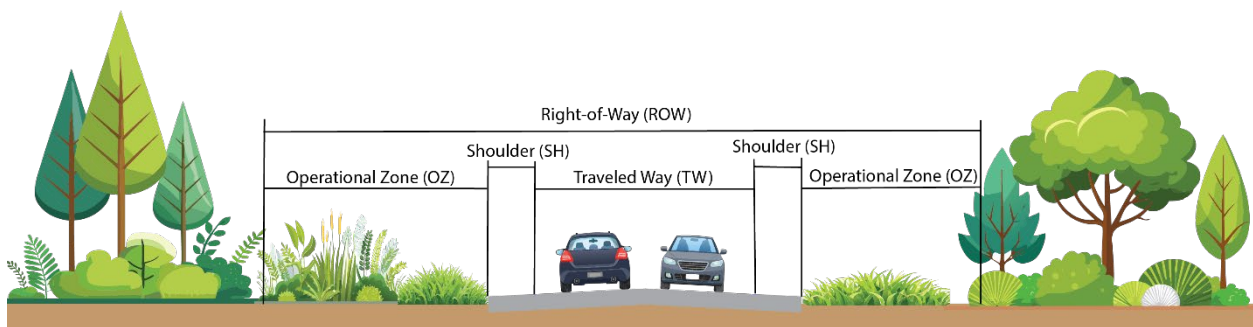 Right-of-Way (ROW)
Shoulder (SH)
Shoulder (SH)
Operational Zone (OZ)
Traveled Way (TW)
Operational Zone (OZ)